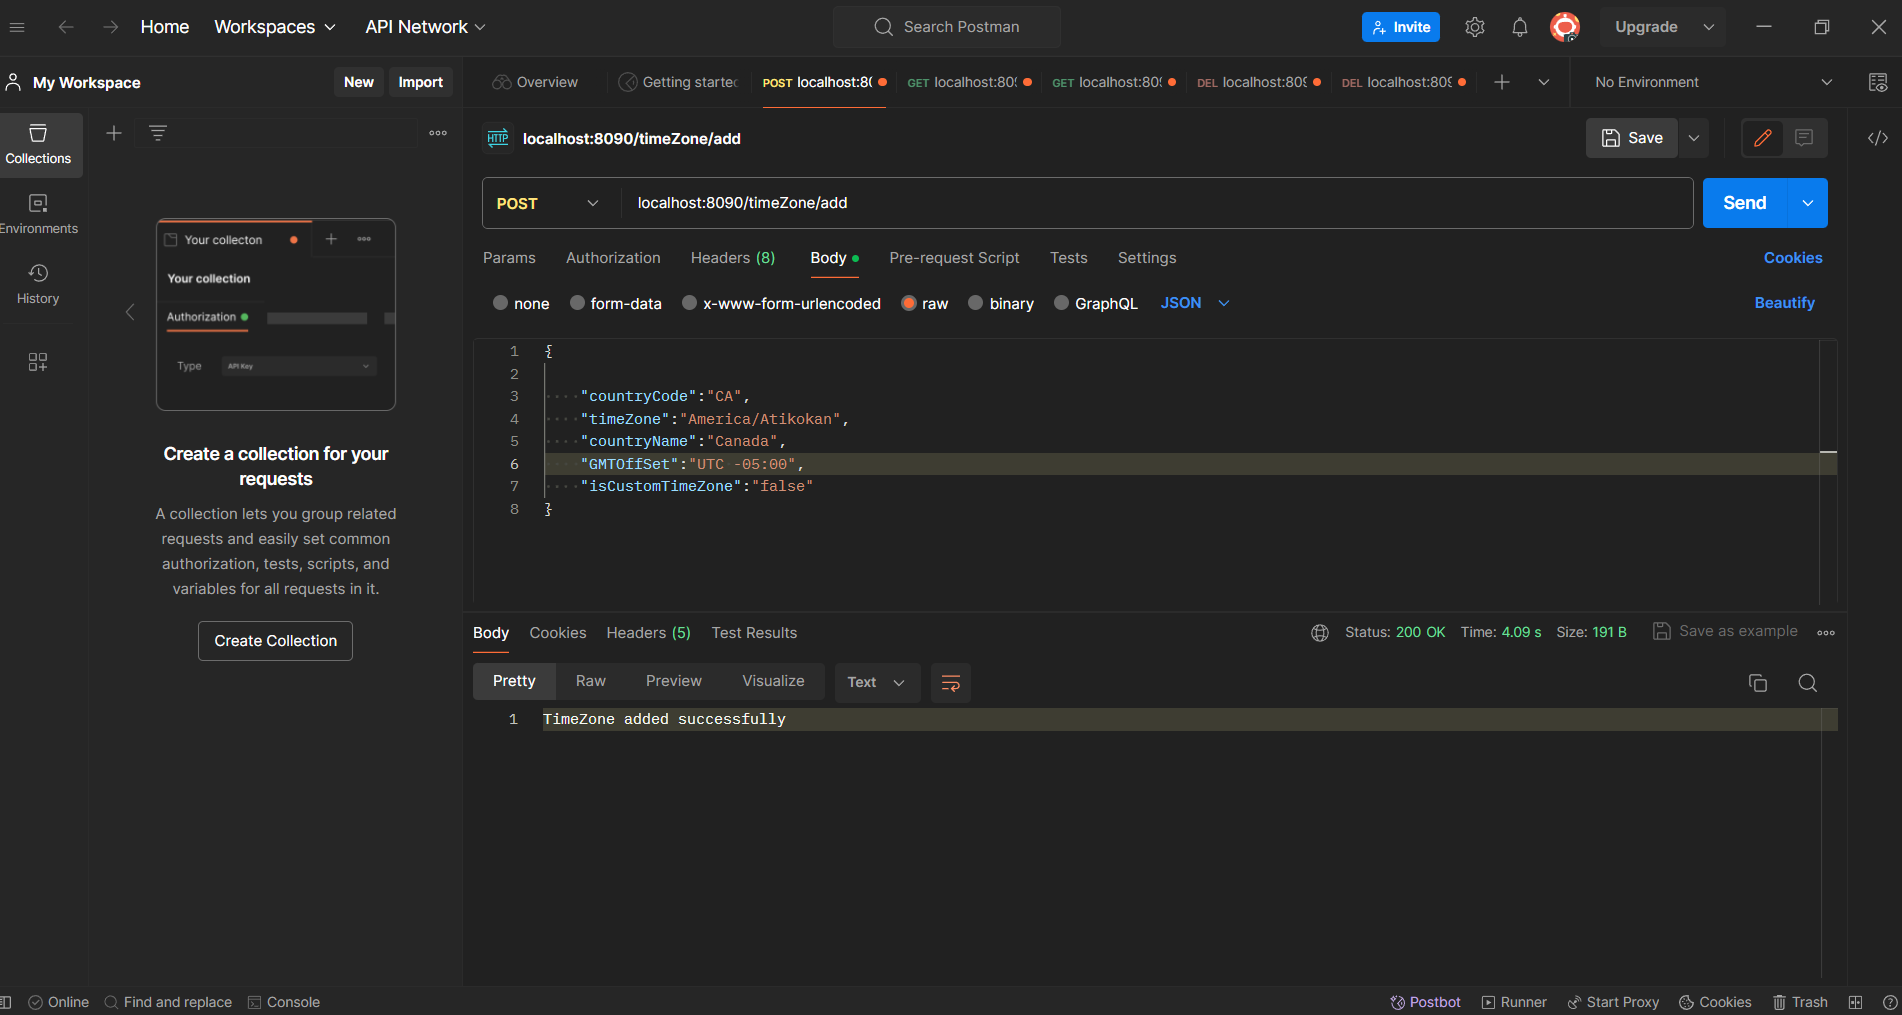 Home
Workspaces
API Network
Search Postman
Invite
Upgrade
My Workspace
New
Import
Overview
Getting started
POST localhost:80
GET localhost:809
GET localhost:809
DEL localhost:809
DEL localhost:809
No Environment
Collections
Environments
History
Your collecton
Your collection
Authorization
Type
API Key
Create a collection for your
requests
A collection lets you group related
requests and easily set common
authorization, tests, scripts, and
variables for all requests in it.
Create Collection
HTTP
localhost:8090/timeZone/add
Save
POST
localhost:8090/timeZone/add
Send
Params
Authorization
Headers (8)
Body
Pre-request Script
Tests
Settings
Cookies
none
form-data
x-www-form-urlencoded
raw
binary
GraphQL
JSON
Beautify
1 {
2
3 "countryCode":"CA",
4 "timeZone":"America/Atikokan",
5 "countryName":"Canada",
6 "GMTOffSet":"UTC -05:00",
7 "isCustomTimeZone":"false"
8 }
Body
Cookies
Headers (5)
Test Results
Status: 200 OK
Time: 4.09 s
Size: 191 B
Save as example
Pretty
Raw
Preview
Visualize
Text
1 TimeZone added successfully
Online
Find and replace
Console
Postbot
Runner
Start Proxy
Cookies
Trash